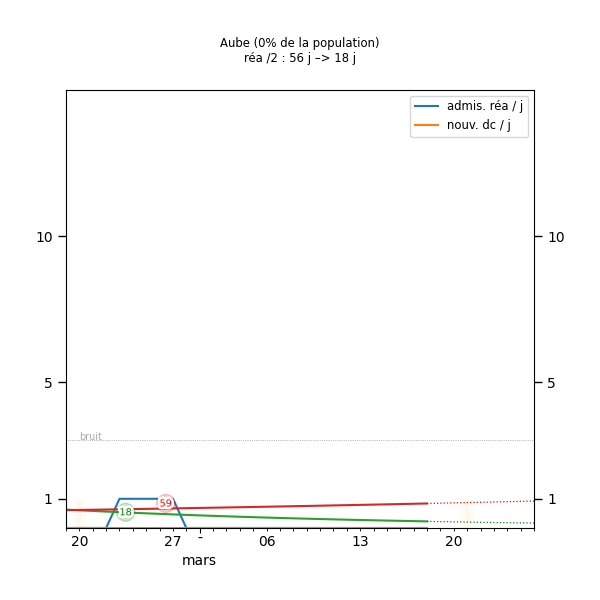 Aube (0% de la population)
réa /2 : 56 j –> 18 j
admis. réa / j
nouv. dc / j
10 10
5 5
bruit
1 1
59
18
20 27 - 06 13 20
mars